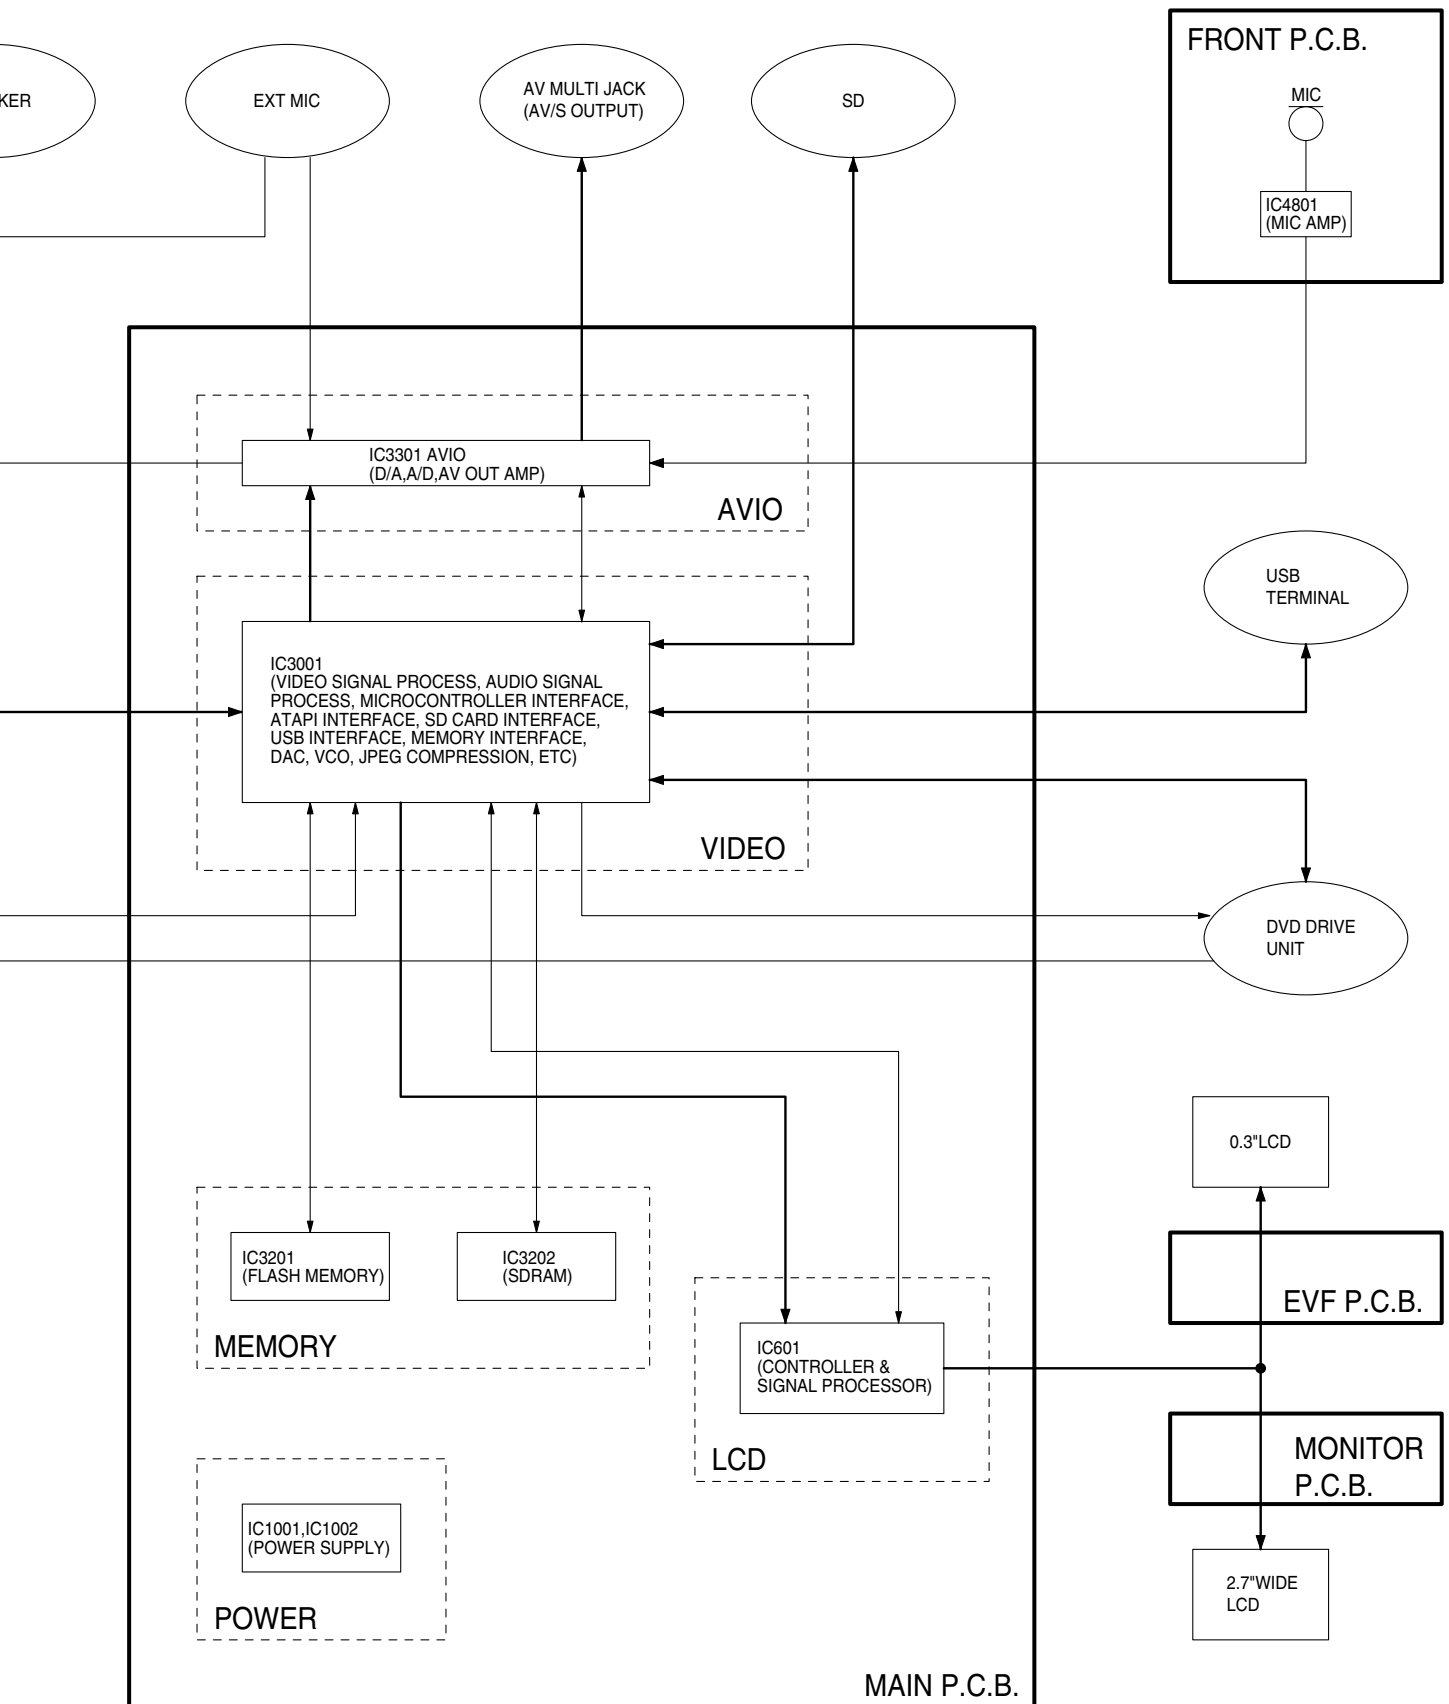 KER
EXT MIC
AV MULTI JACK
(AV/S OUTPUT)
SD
FRONT P.C.B.
MIC
IC4801
(MIC AMP)
IC3301 AVIO
(D/A,A/D,AV OUT AMP)
AVIO
USB
TERMINAL
IC3001
(VIDEO SIGNAL PROCESS, AUDIO SIGNAL
PROCESS, MICROCONTROLLER INTERFACE,
ATAPI INTERFACE, SD CARD INTERFACE,
USB INTERFACE, MEMORY INTERFACE,
DAC, VCO, JPEG COMPRESSION, ETC)
VIDEO
DVD DRIVE
UNIT
0.3"LCD
IC3201
(FLASH MEMORY)
IC3202
(SDRAM)
MEMORY
EVF P.C.B.
IC601
(CONTROLLER &
SIGNAL PROCESSOR)
LCD
MONITOR
P.C.B.
IC1001,IC1002
(POWER SUPPLY)
POWER
2.7"WIDE
LCD
MAIN P.C.B.